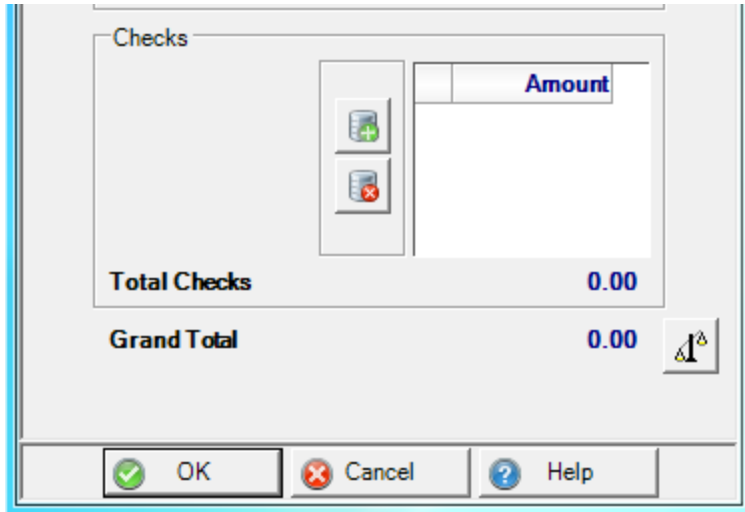 Checks
Amount
Total Checks 0.00
Grand Total 0.00
OK Cancel Help